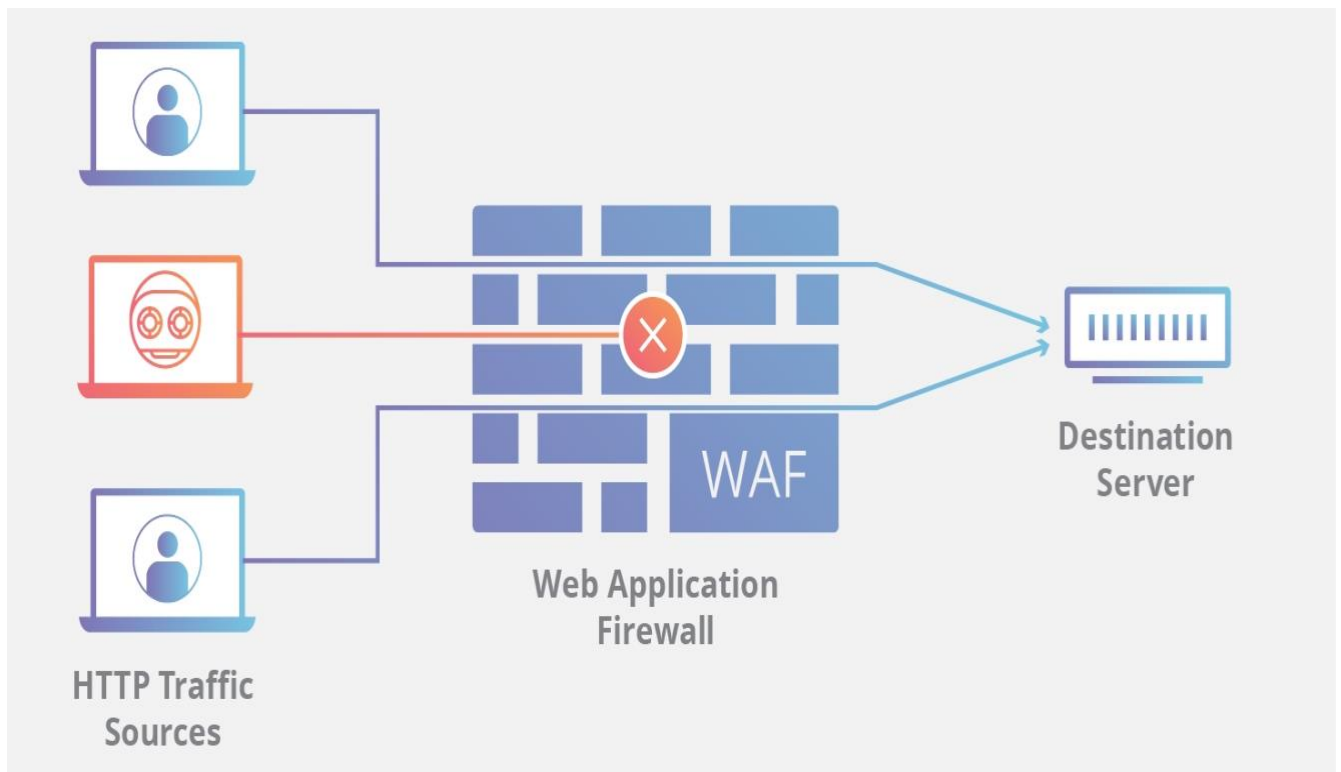 WAF
Destination
Server
Web Application
Firewall
HTTP Traffic
Sources